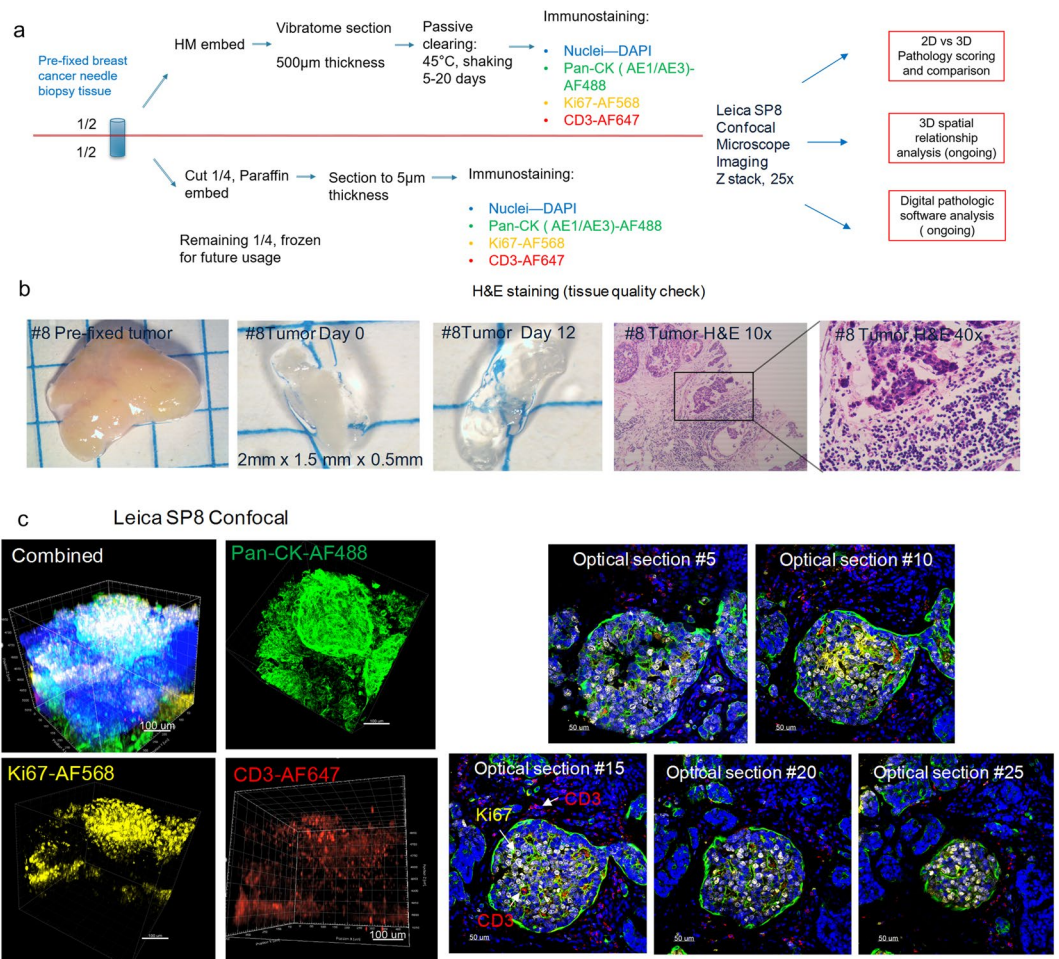 a
Pre-fixed breast
cancer needle
biopsy tissue
1/2
1/2
HM embed
Vibratome section
500µm thickness
Passive
clearing:
45°C, shaking
5-20 days
Immunostaining:
• Nuclei—DAPI
• Pan-CK ( AE1/AE3)-
AF488
• Ki67-AF568
• CD3-AF647
Cut 1/4, Paraffin
embed
Section to 5µm
thickness
Immunostaining:
• Nuclei—DAPI
• Pan-CK ( AE1/AE3)-AF488
• Ki67-AF568
• CD3-AF647
Remaining 1/4, frozen
for future usage
Leica SP8
Confocal
Microscope
Imaging
Z stack, 25x
2D vs 3D
Pathology scoring
and comparison
3D spatial
relationship
analysis (ongoing)
Digital pathologic
software analysis
( ongoing)
b
H&E staining (tissue quality check)
#8 Pre-fixed tumor
#8Tumor Day 0
2mm x 1.5 mm x 0.5mm
#8Tumor Day 12
#8 Tumor H&E 10x
#8 Tumor H&E 40x
c
Leica SP8 Confocal
Combined
100 um
Pan-CK-AF488
100 um
Ki67-AF568
100 um
CD3-AF647
100 um
Optical section #5
50 um
Optical section #10
50 um
Optical section #15
CD3
Ki67
CD3
50 um
Optical section #20
50 um
Optical section #25
50 um